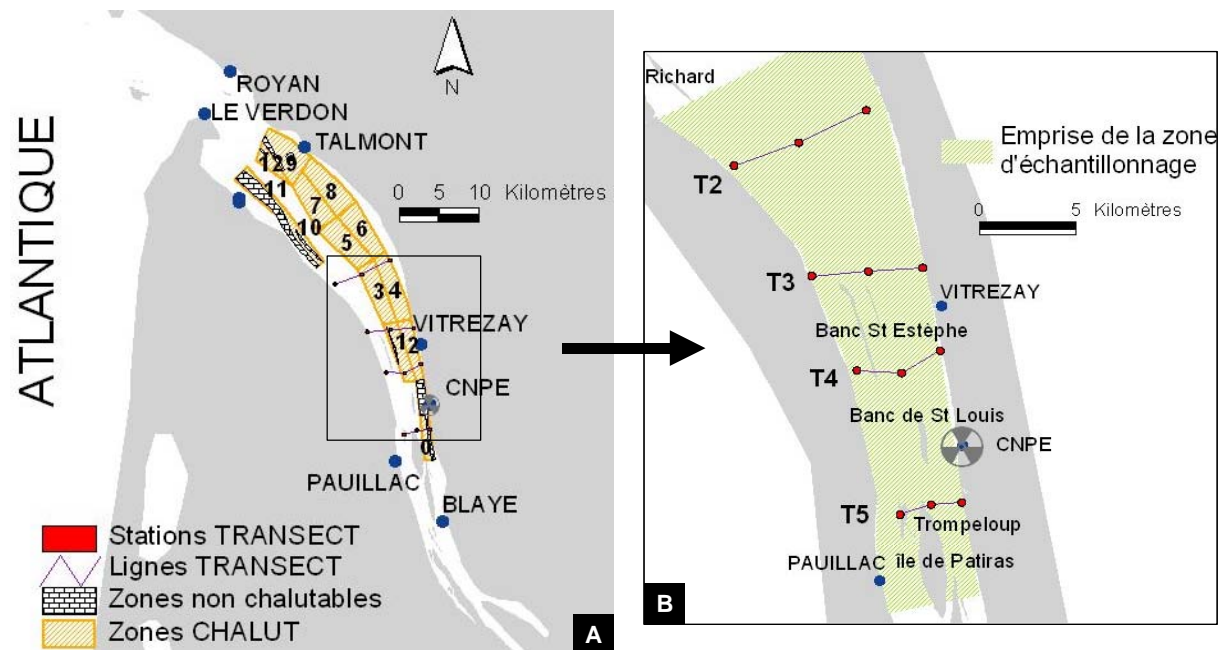 ATLANTIQUE
ROYAN
LE VERDON
TALMONT
N
0 5 10 Kilomètres
12 9
11
8
7
10
6
5
3 4
VITREZAY
1 2
CNPE
0
PAUILLAC
BLAYE
Stations TRANSECT
Lignes TRANSECT
Zones non chalutables
Zones CHALUT
A
Richard
Emprise de la zone
d'échantillonnage
T2
0 5 Kilomètres
T3
VITREZAY
Banc St Estèphe
T4
Banc de St Louis
CNPE
T5
Trompeloup
PAUILLAC
île de Patiras
B